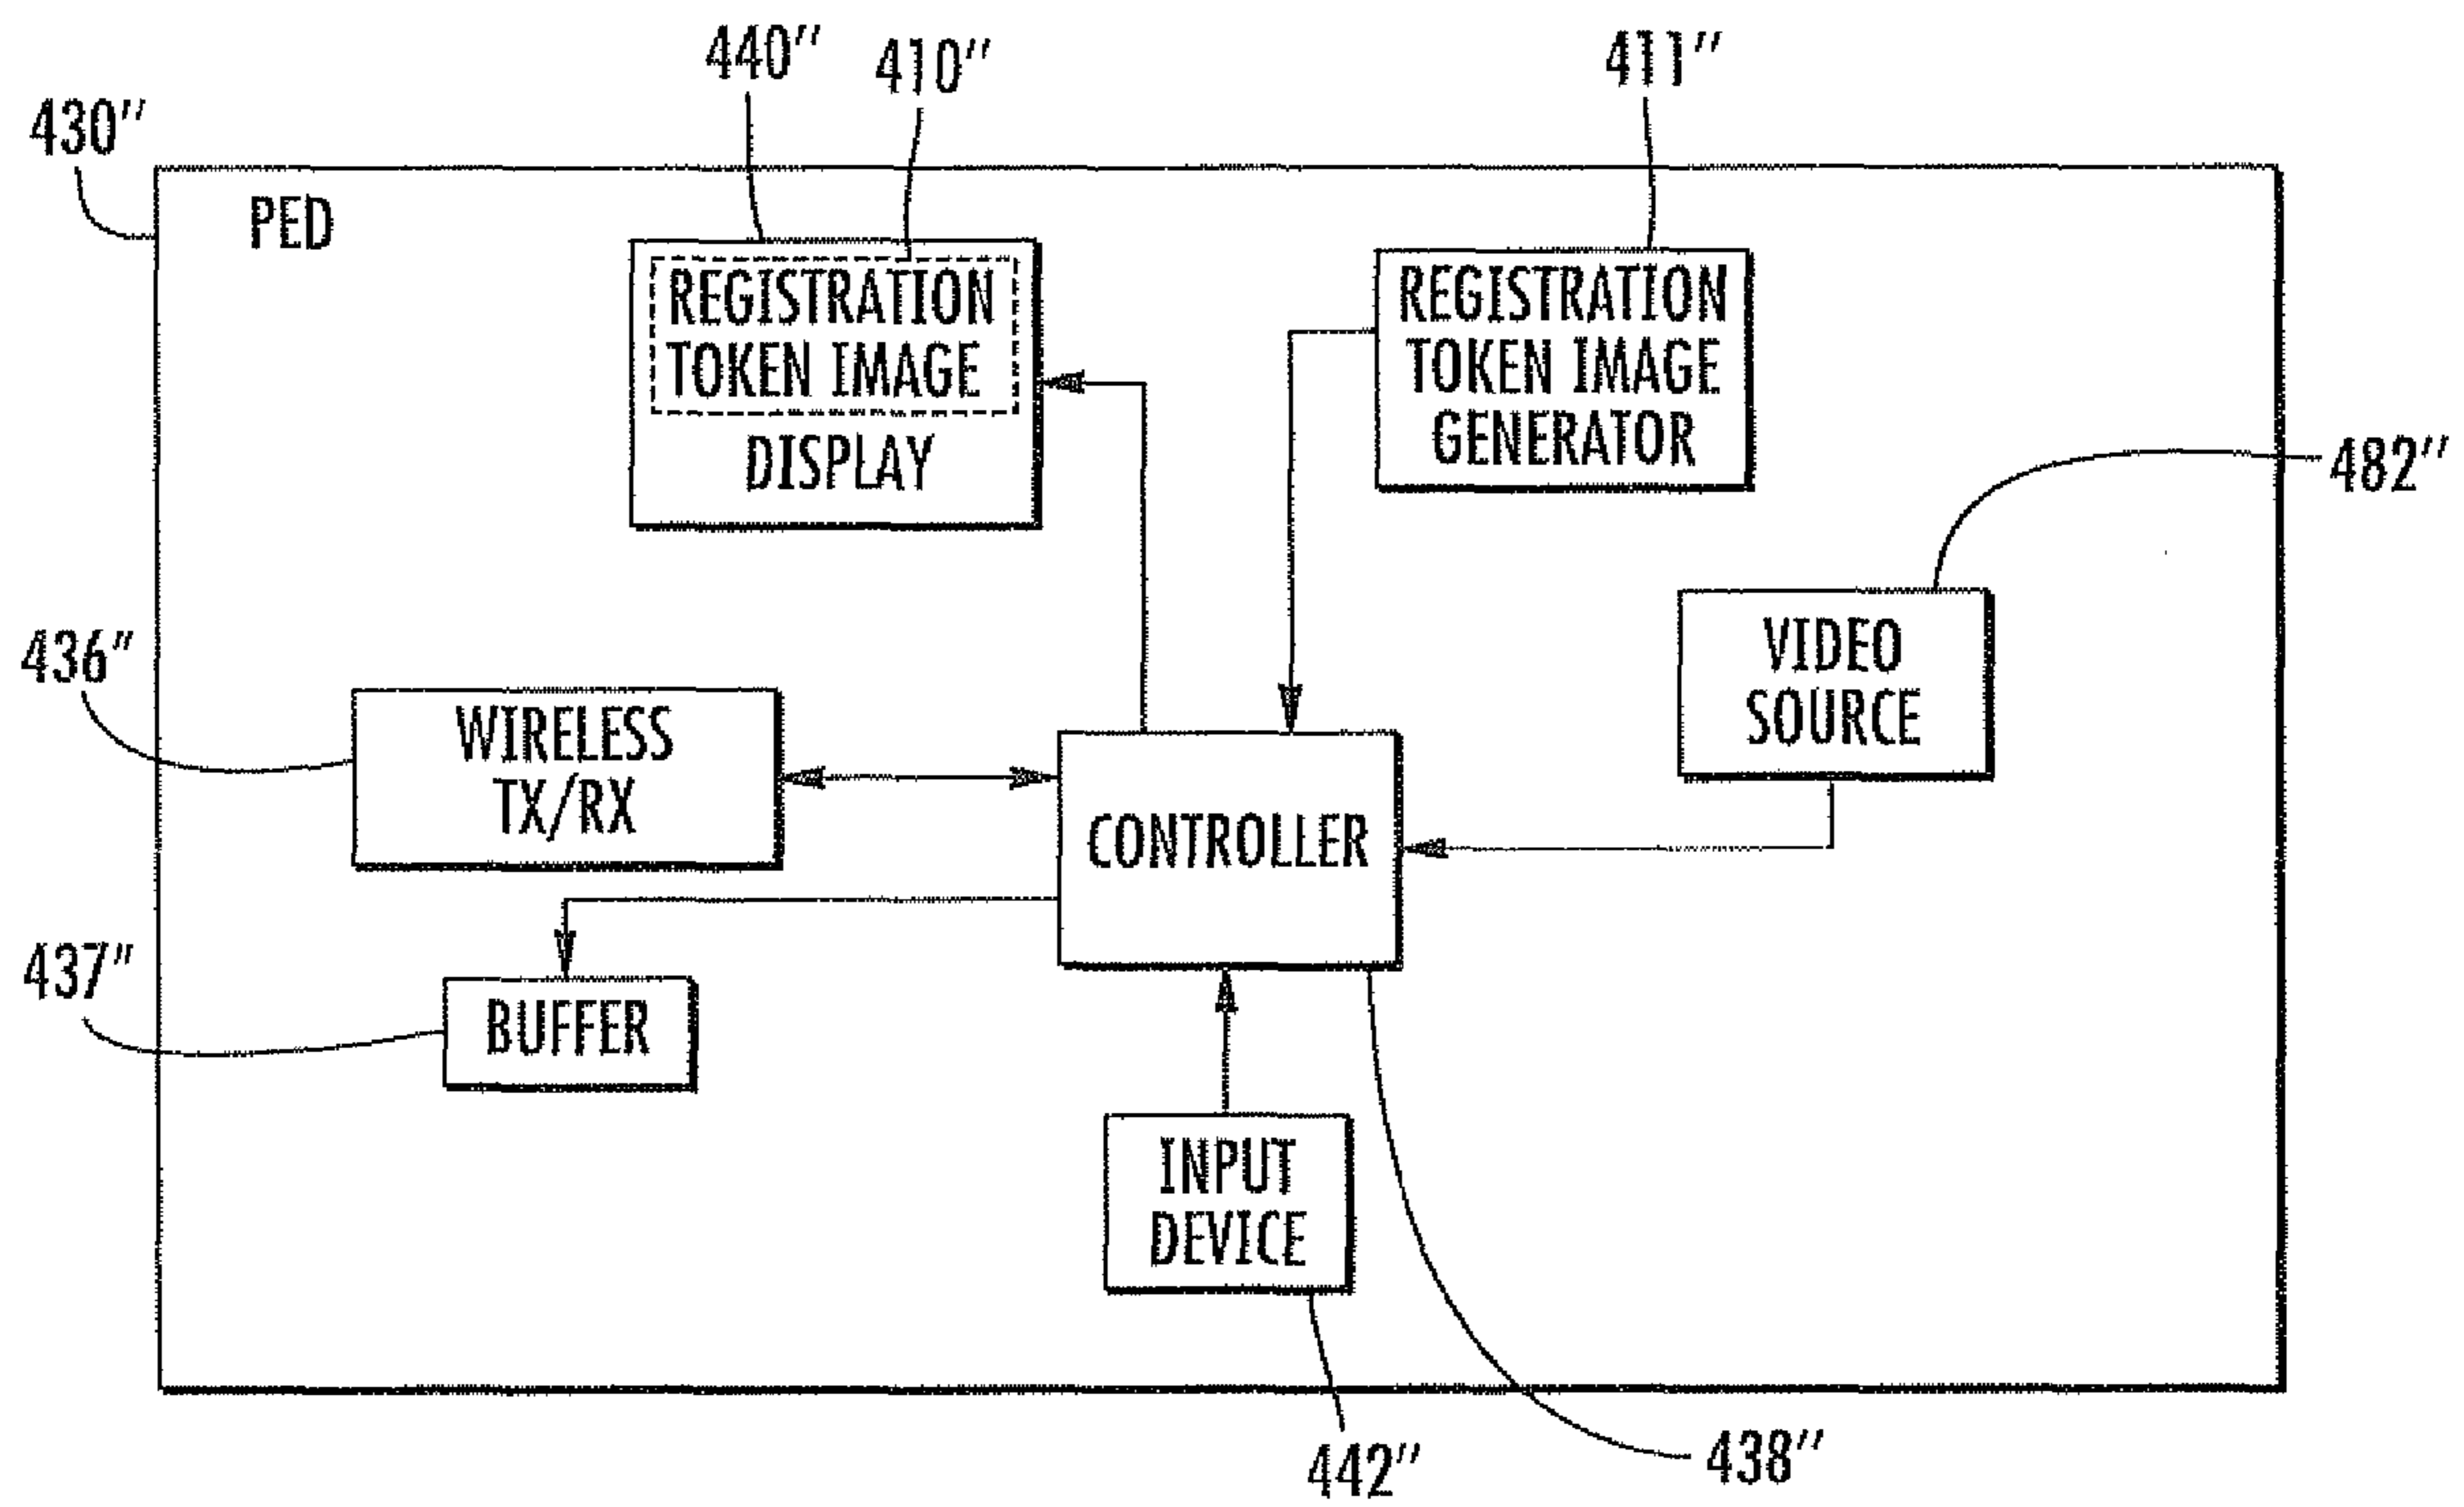 440″
410″
411″
430″
PED
REGISTRATION
TOKEN IMAGE
DISPLAY
REGISTRATION
TOKEN IMAGE
GENERATOR
482″
VIDEO
SOURCE
436″
WIRELESS
TX/RX
CONTROLLER
437″
BUFFER
INPUT
DEVICE
442″
438″